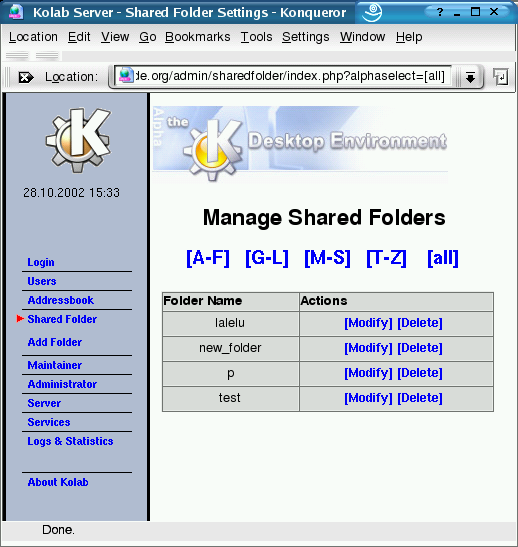 Kolab Server - Shared Folder Settings - Konqueror
Location Edit View Go Bookmarks Tools Settings Window Help
Location: de.org/admin/sharedfolder/index.php?alphaselect=[all]
K
28.10.2002 15:33
Login
Users
Addressbook
Shared Folder
Add Folder
Maintainer
Administrator
Server
Services
Logs & Statistics
About Kolab
Alpha
the
K Desktop Environment
Manage Shared Folders
[A-F] [G-L] [M-S] [T-Z] [all]
Folder Name Actions
lalelu [Modify] [Delete]
new_folder [Modify] [Delete]
p [Modify] [Delete]
test [Modify] [Delete]
Done.